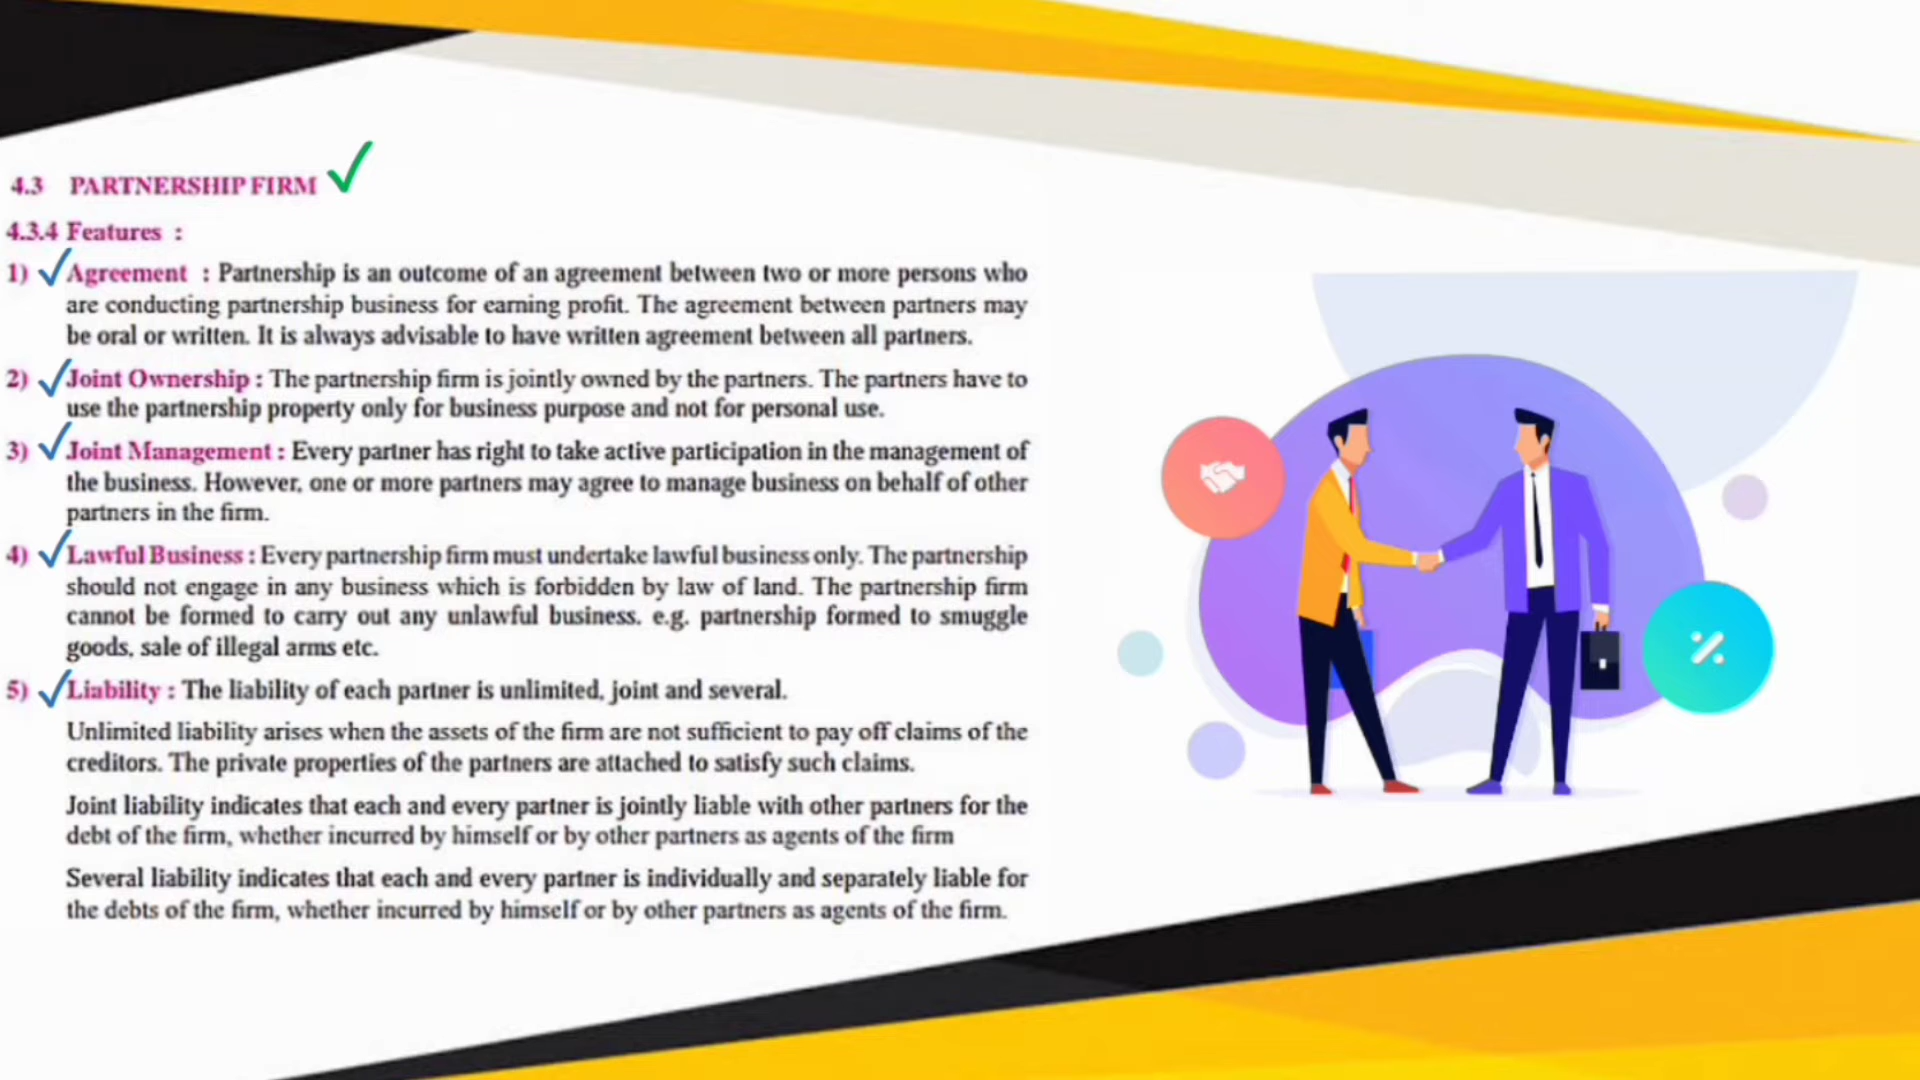 4.3 PARTNERSHIP FIRM
4.3.4 Features :
1) Agreement : Partnership is an outcome of an agreement between two or more persons who
are conducting partnership business for earning profit. The agreement between partners may
be oral or written. It is always advisable to have written agreement between all partners.
2) Joint Ownership : The partnership firm is jointly owned by the partners. The partners have to
use the partnership property only for business purpose and not for personal use.
3) Joint Management : Every partner has right to take active participation in the management of
the business. However, one or more partners may agree to manage business on behalf of other
partners in the firm.
4) Lawful Business : Every partnership firm must undertake lawful business only. The partnership
should not engage in any business which is forbidden by law of land. The partnership firm
cannot be formed to carry out any unlawful business. e.g. partnership formed to smuggle
goods, sale of illegal arms etc.
5) Liability : The liability of each partner is unlimited, joint and several.
Unlimited liability arises when the assets of the firm are not sufficient to pay off claims of the
creditors. The private properties of the partners are attached to satisfy such claims.
Joint liability indicates that each and every partner is jointly liable with other partners for the
debt of the firm, whether incurred by himself or by other partners as agents of the firm
Several liability indicates that each and every partner is individually and separately liable for
the debts of the firm, whether incurred by himself or by other partners as agents of the firm.
%